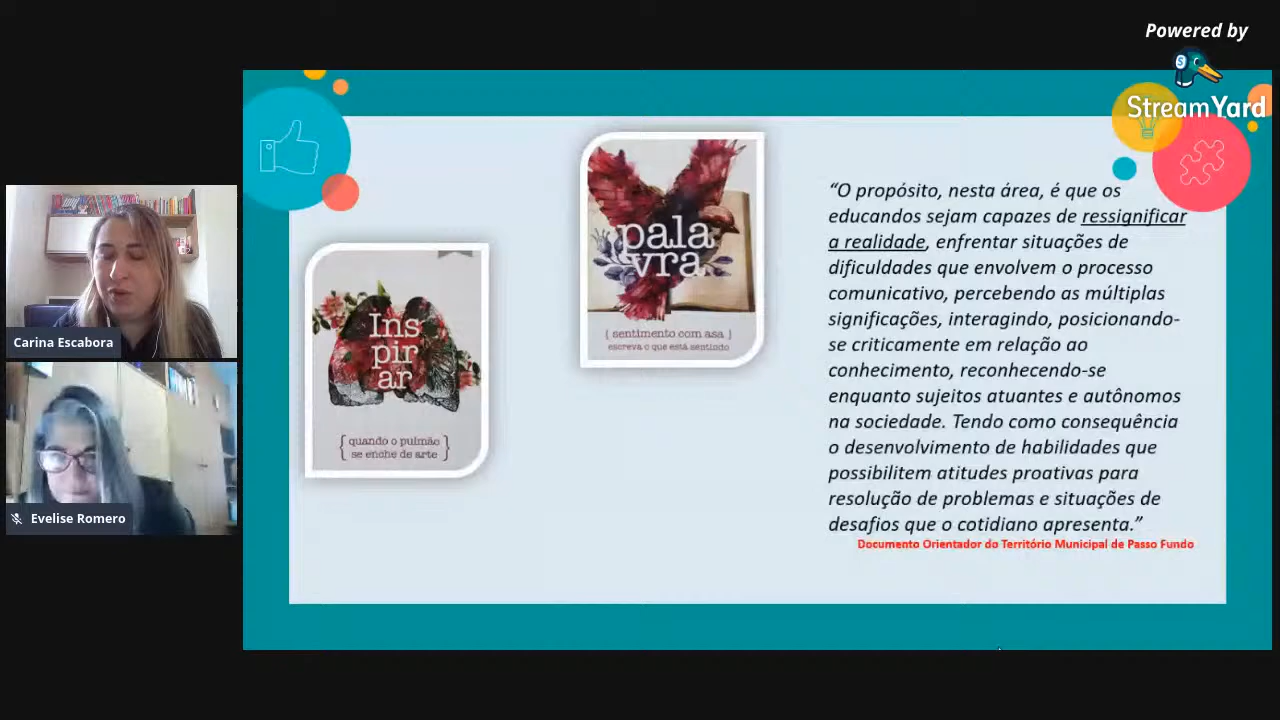 Powered by
StreamYard
Carina Escabora
Evelise Romero
Ins
pir
ar
{ quando o pulmão
se enche de arte }
pala
vra
{ sentimento com asa }
escreva o que está sentindo
“O propósito, nesta área, é que os
educandos sejam capazes de ressignificar
a realidade, enfrentar situações de
dificuldades que envolvem o processo
comunicativo, percebendo as múltiplas
significações, interagindo, posicionando-
se criticamente em relação ao
conhecimento, reconhecendo-se
enquanto sujeitos atuantes e autônomos
na sociedade. Tendo como consequência
o desenvolvimento de habilidades que
possibilitem atitudes proativas para
resolução de problemas e situações de
desafios que o cotidiano apresenta.”
Documento Orientador do Território Municipal de Passo Fundo